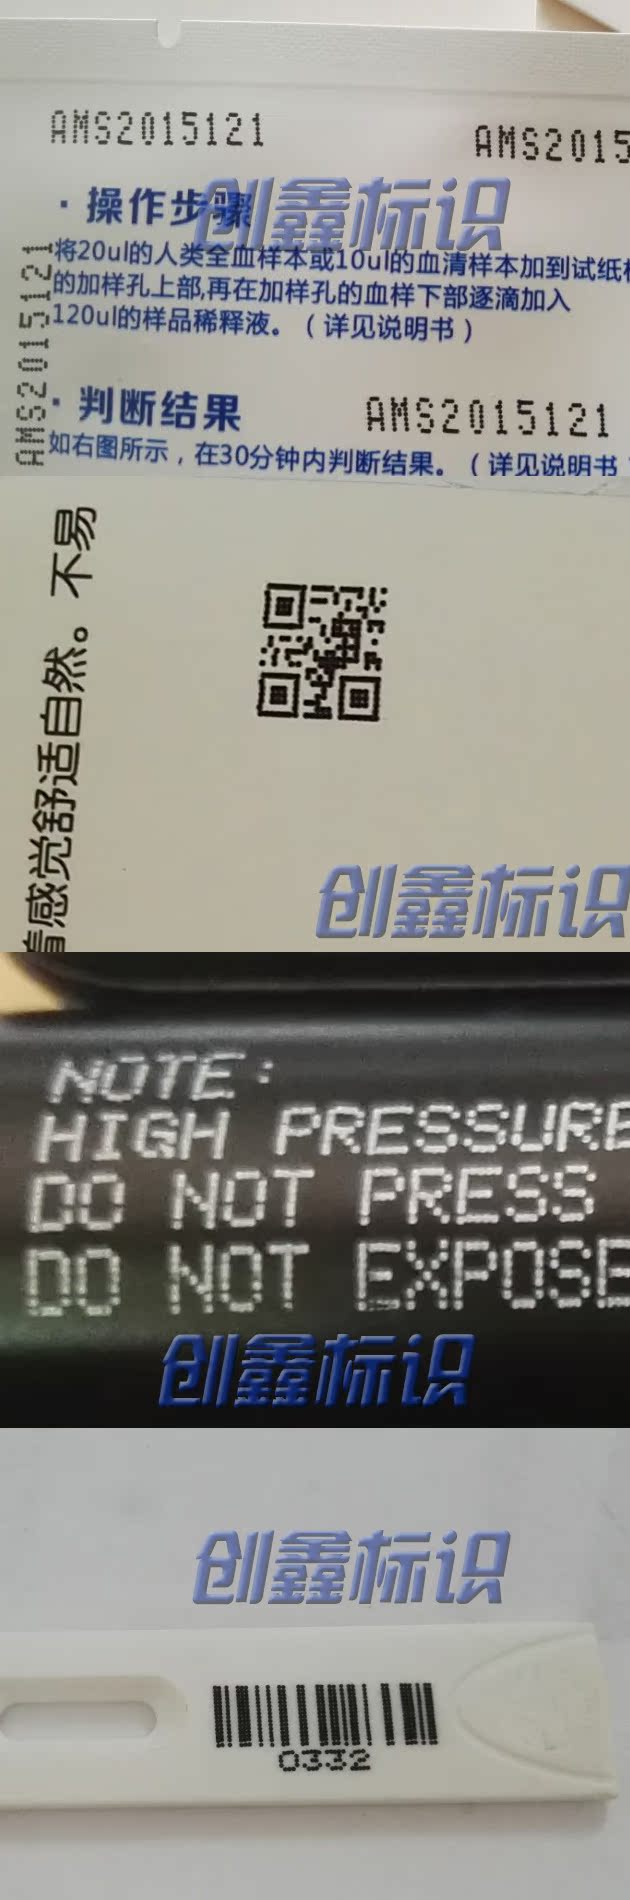 AMS2015121
AMS2015
创鑫标识
·操作步骤
将20ul的人类全血样本或10ul的血清样本加到试纸
的加样孔上部,再在加样孔的血样下部逐滴加入
120ul的样品稀释液。（详见说明书）
AMS2015121
·判断结果
AMS2015121
如右图所示，在30分钟内判断结果。（详见说明书
感觉舒适自然。不易
创鑫标识
NOTE:
HIGH PRESSURE
DO NOT PRESS
DO NOT EXPOSE
创鑫标识
创鑫标识
0332